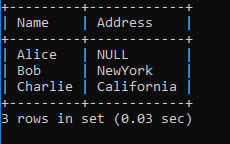 +---------+------------+
| Name    | Address    |
+---------+------------+
| Alice   | NULL       |
| Bob     | NewYork    |
| Charlie | California |
+---------+------------+
3 rows in set (0.03 sec)